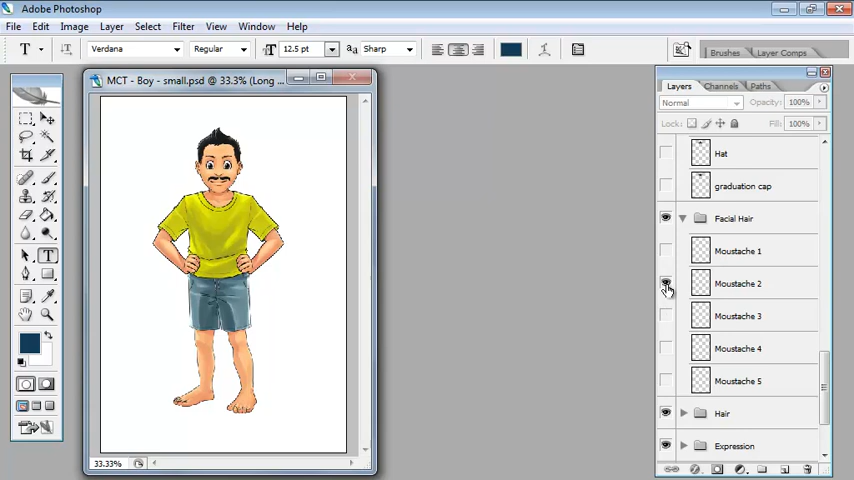 Adobe Photoshop
File Edit Image Layer Select Filter View Window Help
T Verdana Regular 12.5 pt aa Sharp Brushes Layer Comps
MCT - Boy - small.psd @ 33.3% (Long ...
Layers Channels Paths
Normal Opacity: 100%
Lock: Fill: 100%
Hat
graduation cap
Facial Hair
Moustache 1
Moustache 2
Moustache 3
Moustache 4
Moustache 5
Hair
Expression
33.33%